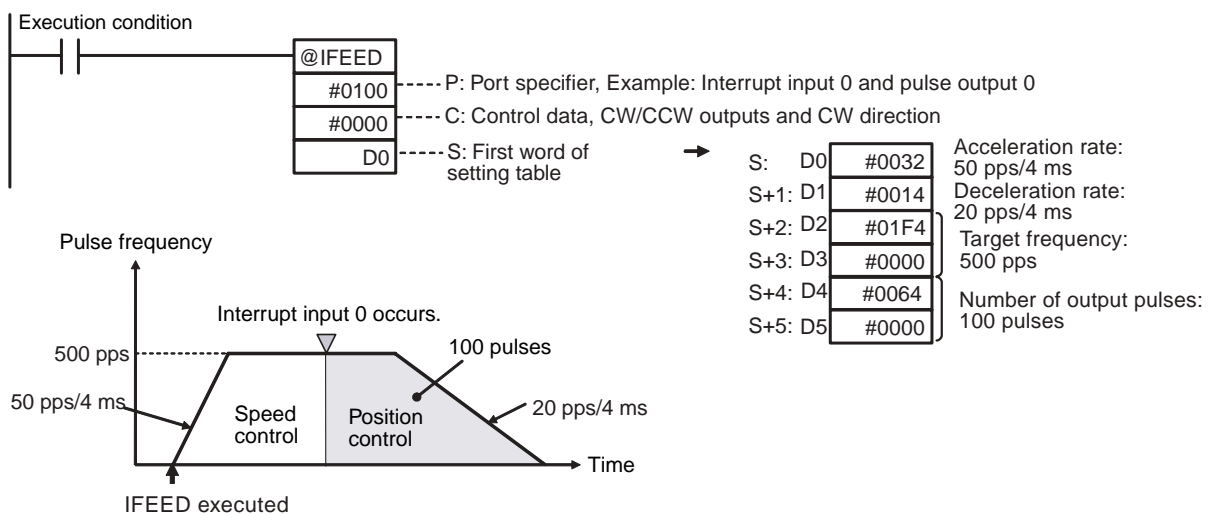 Execution condition
@IFEED
#0100
P: Port specifier, Example: Interrupt input 0 and pulse output 0
#0000
C: Control data, CW/CCW outputs and CW direction
D0
S: First word of
setting table
S: D0 #0032
Acceleration rate:
50 pps/4 ms
S+1: D1 #0014
Deceleration rate:
20 pps/4 ms
S+2: D2 #01F4
S+3: D3 #0000
Target frequency:
500 pps
S+4: D4 #0064
S+5: D5 #0000
Number of output pulses:
100 pulses
Pulse frequency
Interrupt input 0 occurs.
500 pps
100 pulses
50 pps/4 ms
Speed
control
Position
control
20 pps/4 ms
Time
IFEED executed